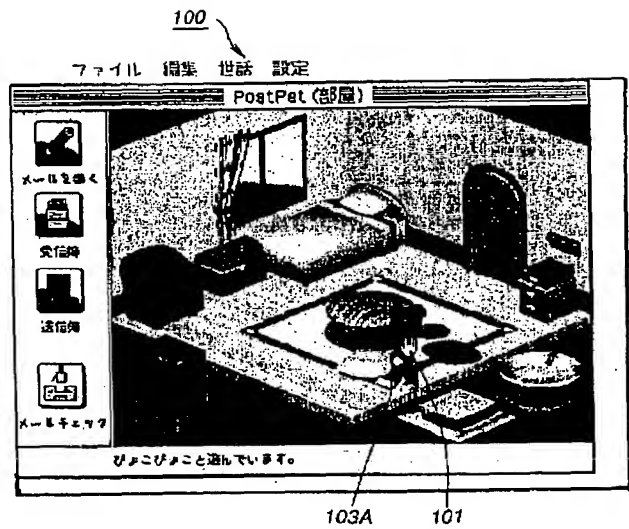 100
ファイル 編集 世話 設定
PostPet (部屋)
メールを書く
受信簿
送信簿
メールチェック
ぴょこぴょこと遊んでいます。
103A 101